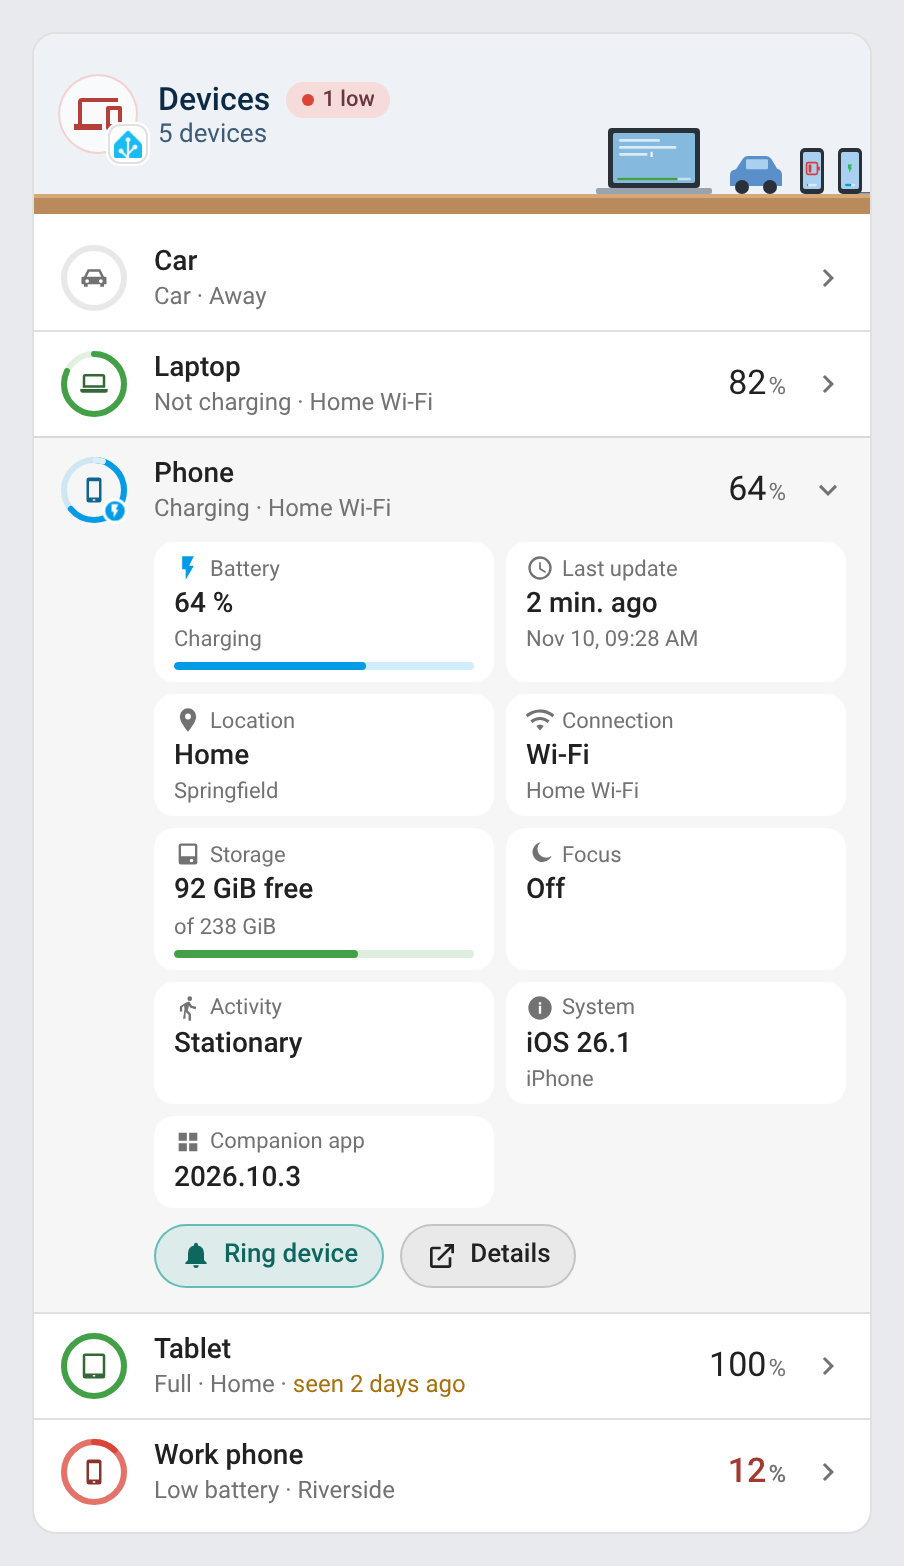 Devices
1 low
5 devices
Car
Car · Away
Laptop
Not charging · Home Wi-Fi
82%
Phone
Charging · Home Wi-Fi
64%
Battery
64 %
Charging
Last update
2 min. ago
Nov 10, 09:28 AM
Location
Home
Springfield
Connection
Wi-Fi
Home Wi-Fi
Storage
92 GiB free
of 238 GiB
Focus
Off
Activity
Stationary
System
iOS 26.1
iPhone
Companion app
2026.10.3
Ring device
Details
Tablet
Full · Home · seen 2 days ago
100%
Work phone
Low battery · Riverside
12%